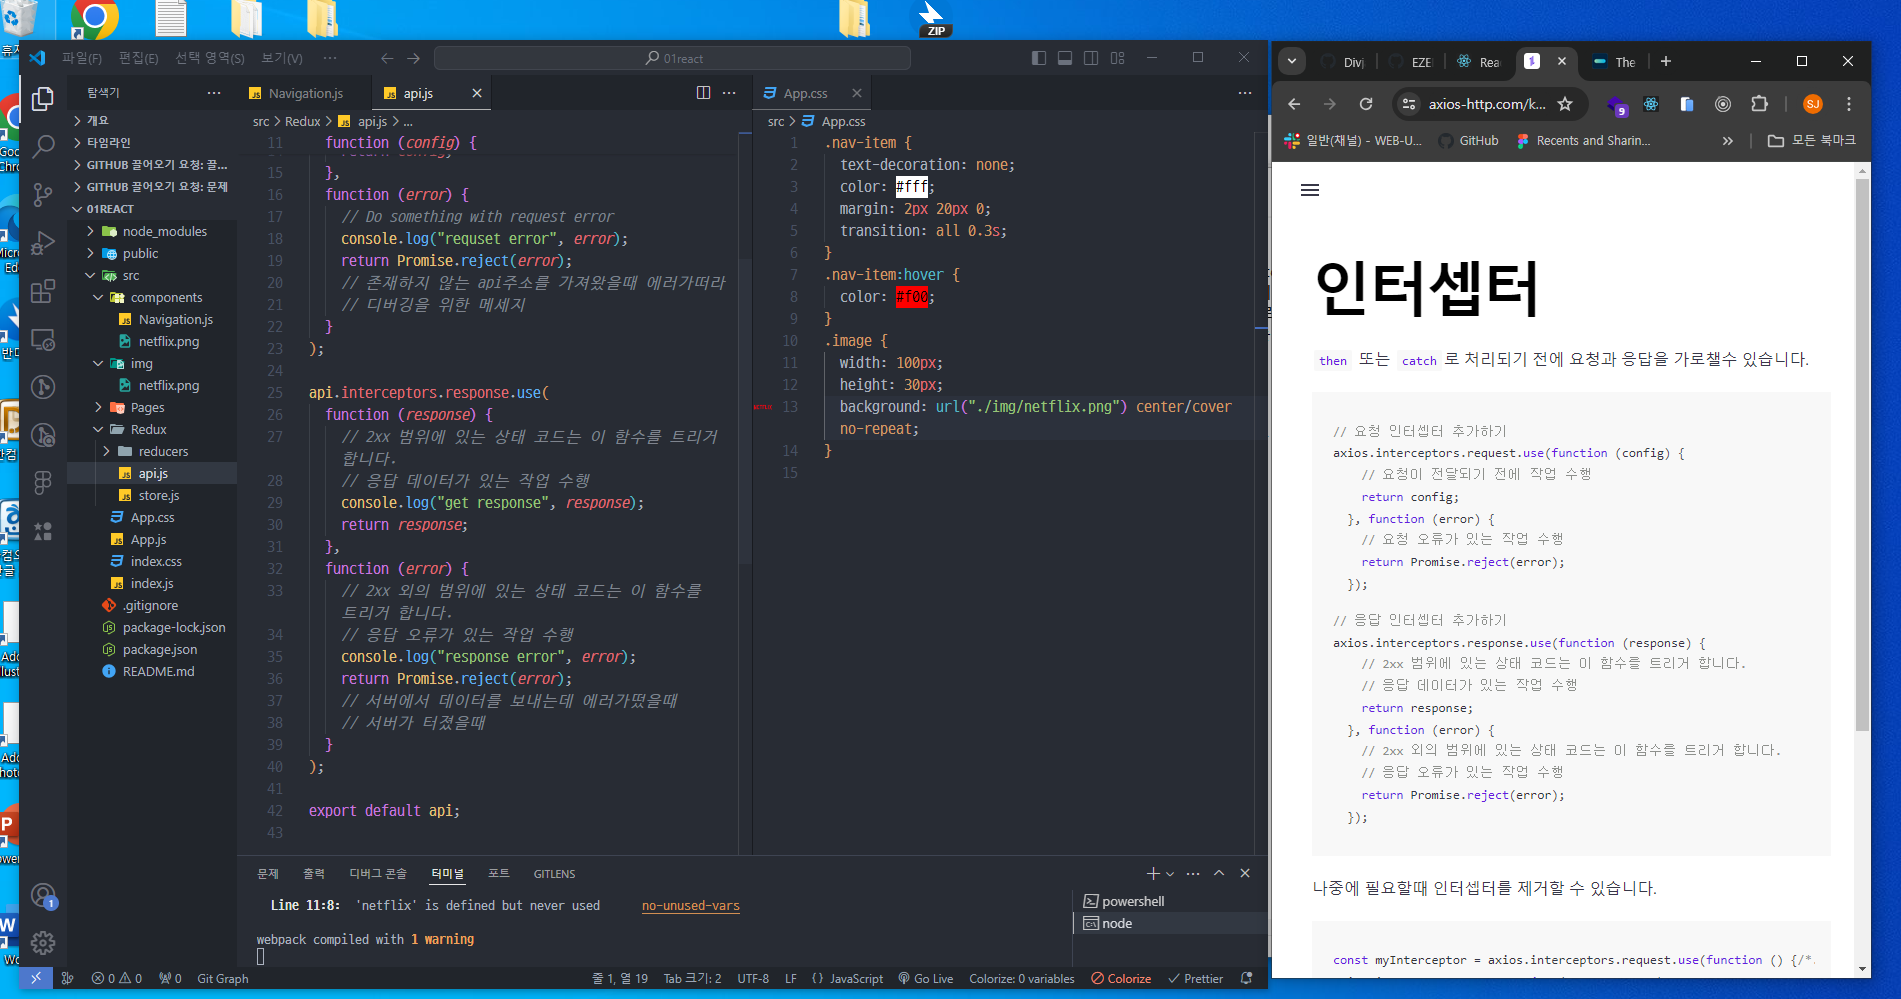 ZIP
파일(F) 편집(E) 선택 영역(S) 보기(V) ···
01react
탐색기
개요
타임라인
GITHUB 끌어오기 요청: 끌...
GITHUB 끌어오기 요청: 문제
01REACT
node_modules
public
src
components
Navigation.js
netflix.png
img
netflix.png
Pages
Redux
reducers
api.js
store.js
App.css
App.js
index.css
index.js
.gitignore
package-lock.json
package.json
README.md
Navigation.js
api.js
src > Redux > api.js > ...
11 function (config) {
15 },
16 function (error) {
17 // Do something with request error
18 console.log("requset error", error);
19 return Promise.reject(error);
20 // 존재하지 않는 api주소를 가져왔을때 에러가떠라
21 // 디버깅을 위한 메세지
22 }
23 );
24
25 api.interceptors.response.use(
26 function (response) {
27 // 2xx 범위에 있는 상태 코드는 이 함수를 트리거
합니다.
28 // 응답 데이터가 있는 작업 수행
29 console.log("get response", response);
30 return response;
31 },
32 function (error) {
33 // 2xx 외의 범위에 있는 상태 코드는 이 함수를
트리거 합니다.
34 // 응답 오류가 있는 작업 수행
35 console.log("response error", error);
36 return Promise.reject(error);
37 // 서버에서 데이터를 보내는데 에러가떴을때
38 // 서버가 터졌을때
39 }
40 );
41
42 export default api;
43
App.css
src > App.css
1 .nav-item {
2 text-decoration: none;
3 color: #fff;
4 margin: 2px 20px 0;
5 transition: all 0.3s;
6 }
7 .nav-item:hover {
8 color: #f00;
9 }
10 .image {
11 width: 100px;
12 height: 30px;
13 background: url("./img/netflix.png") center/cover
no-repeat;
14 }
15
문제 출력 디버그 콘솔 터미널 포트 GITLENS
Line 11:8: 'netflix' is defined but never used no-unused-vars
webpack compiled with 1 warning
powershell
node
1
0 0 0 Git Graph
줄 1, 열 19 Tab 크기: 2 UTF-8 LF {} JavaScript Go Live Colorize: 0 variables Colorize Prettier
Divj EZE Rea The
axios-http.com/k...
9
SJ
일반(채널) - WEB-U... GitHub Recents and Sharin... » 모든 북마크
인터셉터
then 또는 catch 로 처리되기 전에 요청과 응답을 가로챌수 있습니다.
// 요청 인터셉터 추가하기
axios.interceptors.request.use(function (config) {
// 요청이 전달되기 전에 작업 수행
return config;
}, function (error) {
// 요청 오류가 있는 작업 수행
return Promise.reject(error);
});
// 응답 인터셉터 추가하기
axios.interceptors.response.use(function (response) {
// 2xx 범위에 있는 상태 코드는 이 함수를 트리거 합니다.
// 응답 데이터가 있는 작업 수행
return response;
}, function (error) {
// 2xx 외의 범위에 있는 상태 코드는 이 함수를 트리거 합니다.
// 응답 오류가 있는 작업 수행
return Promise.reject(error);
});
나중에 필요할때 인터셉터를 제거할 수 있습니다.
const myInterceptor = axios.interceptors.request.use(function () {/*.